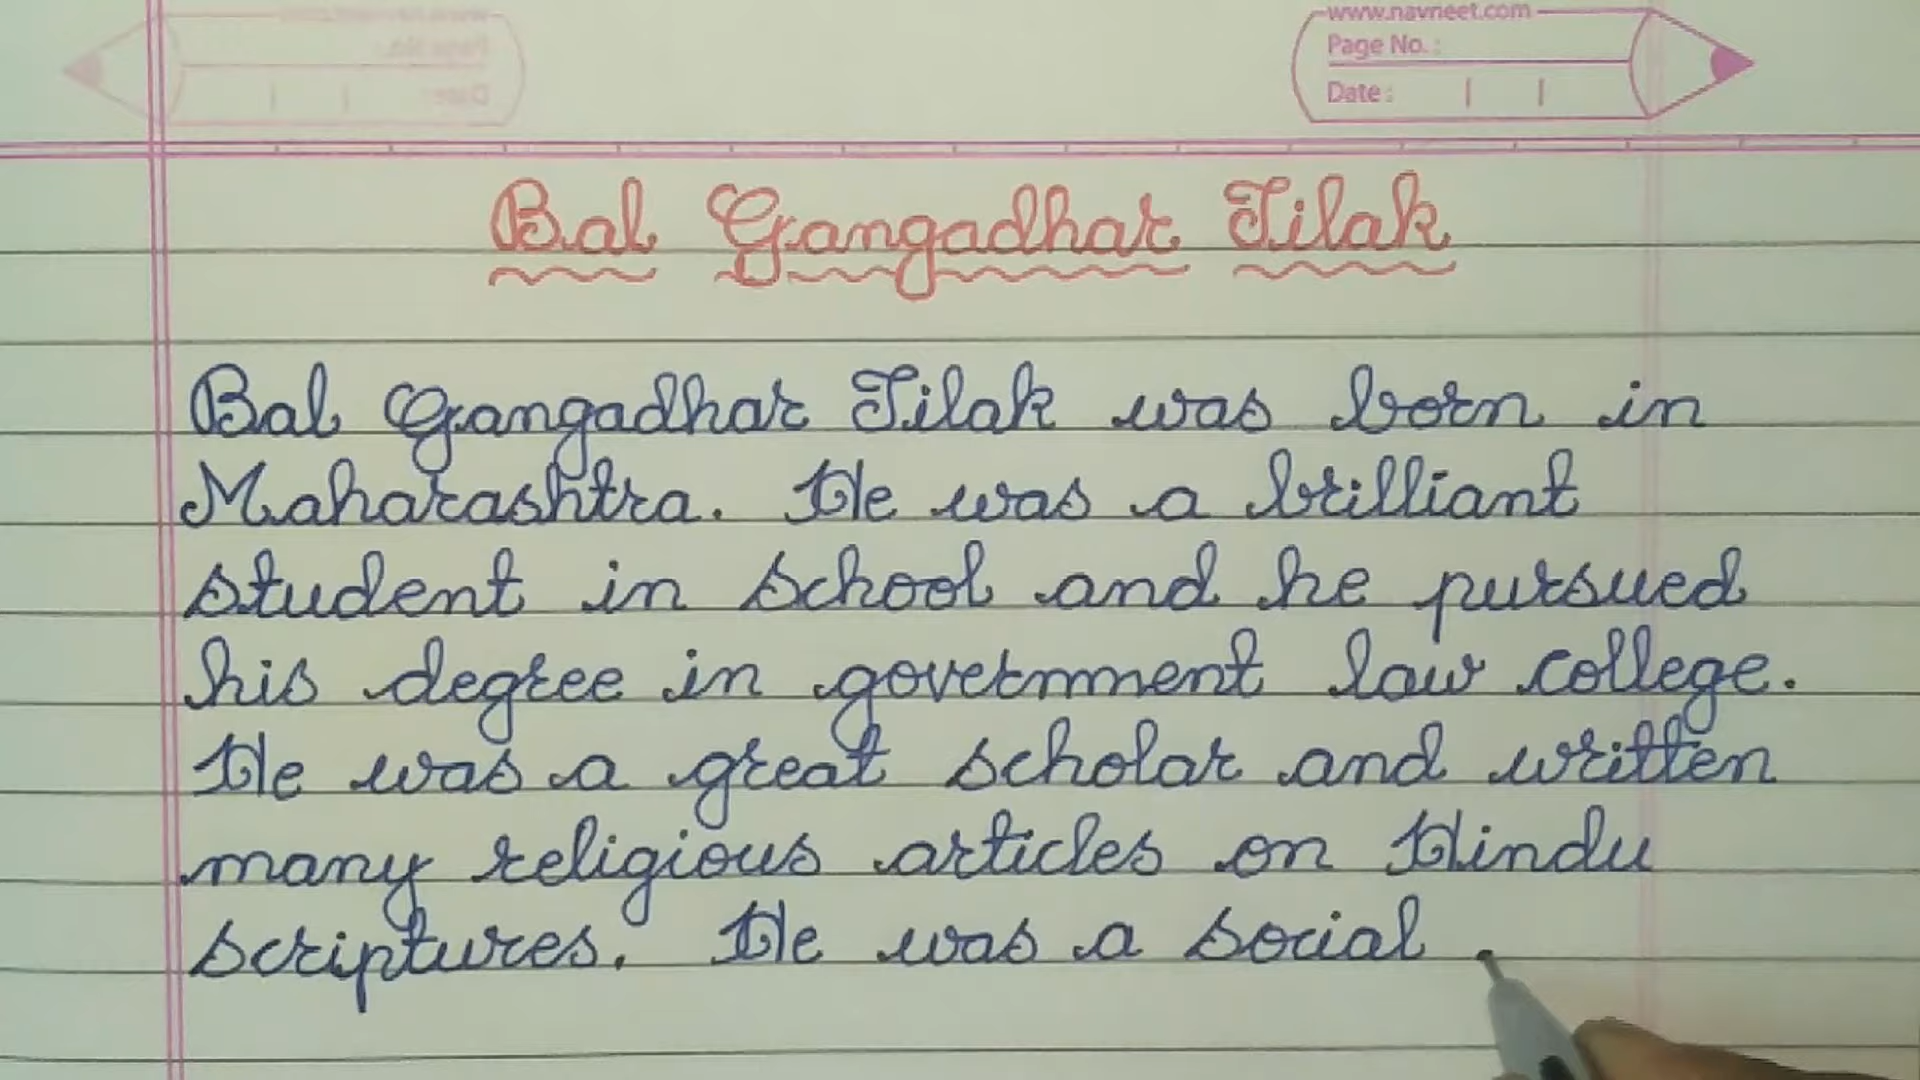 www.navneet.com
Page No. :
Date :
Bal Gangadhar Tilak
Bal Gangadhar Tilak was born in
Maharashtra. He was a brilliant
student in school and he pursued
his degree in government law college.
He was a great scholar and written
many religious articles on Hindu
scriptures. He was a social